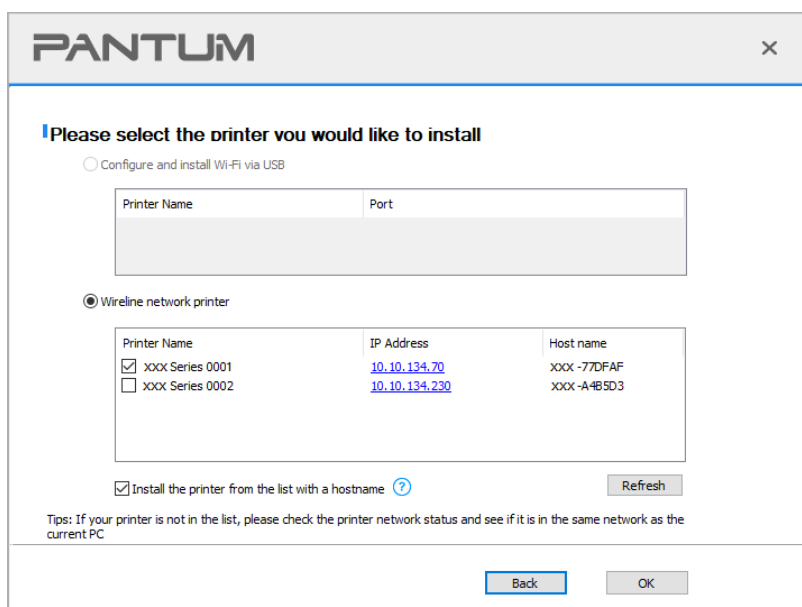 PANTUM
Please select the printer you would like to install
Configure and install Wi-Fi via USB
Printer Name Port
Wireline network printer
Printer Name IP Address Host name
XXX Series 0001 10.10.134.70 XXX -77DFAF
XXX Series 0002 10.10.134.230 XXX -A4B5D3
Install the printer from the list with a hostname ? Refresh
Tips: If your printer is not in the list, please check the printer network status and see if it is in the same network as the
current PC
Back OK